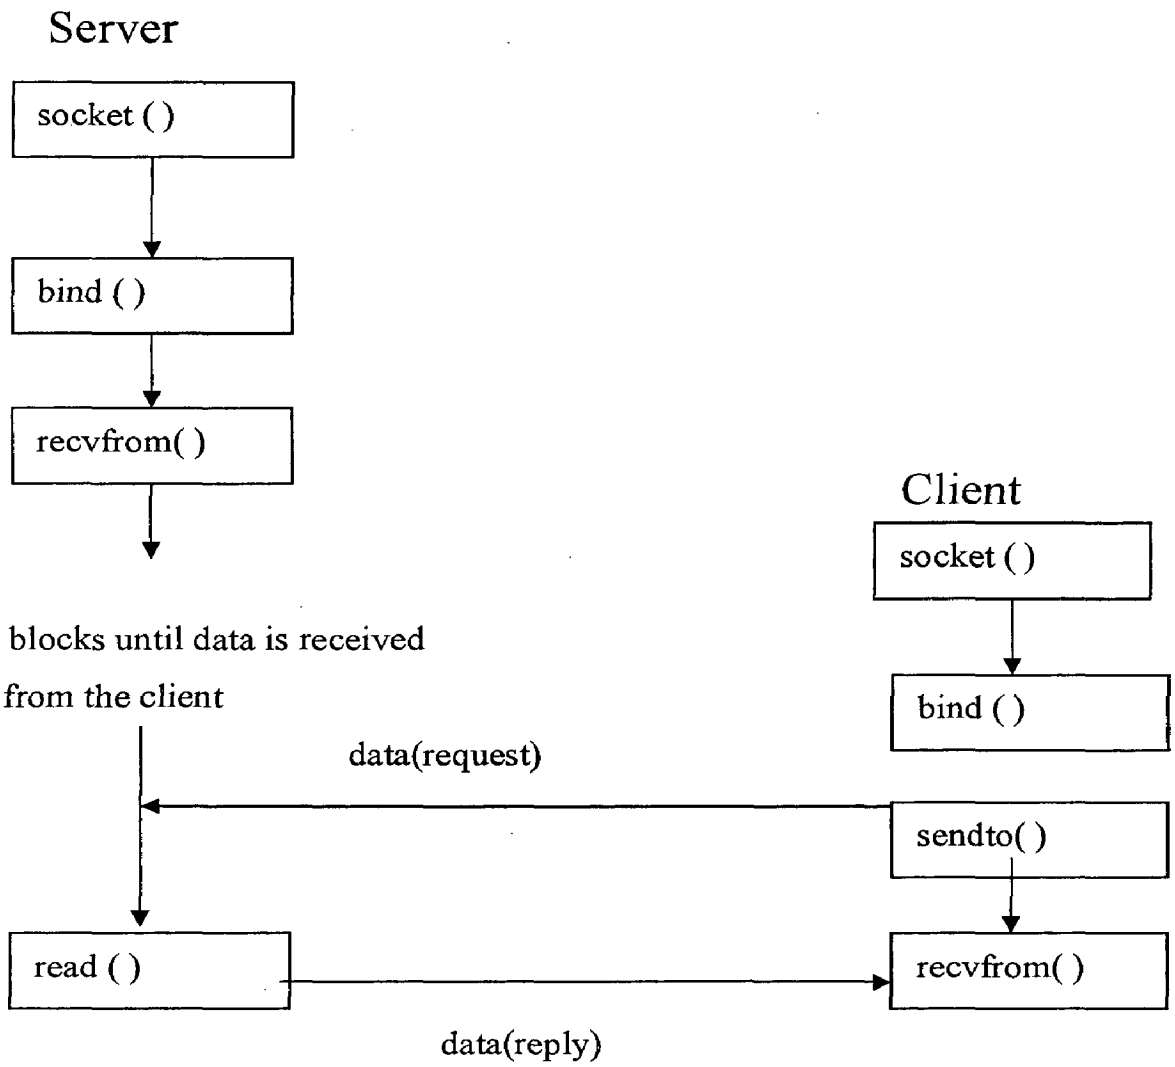 Server
socket ( )
bind ( )
recvfrom( )
blocks until data is received
from the client
Client
socket ( )
bind ( )
data(request)
sendto( )
read ( )
recvfrom( )
data(reply)